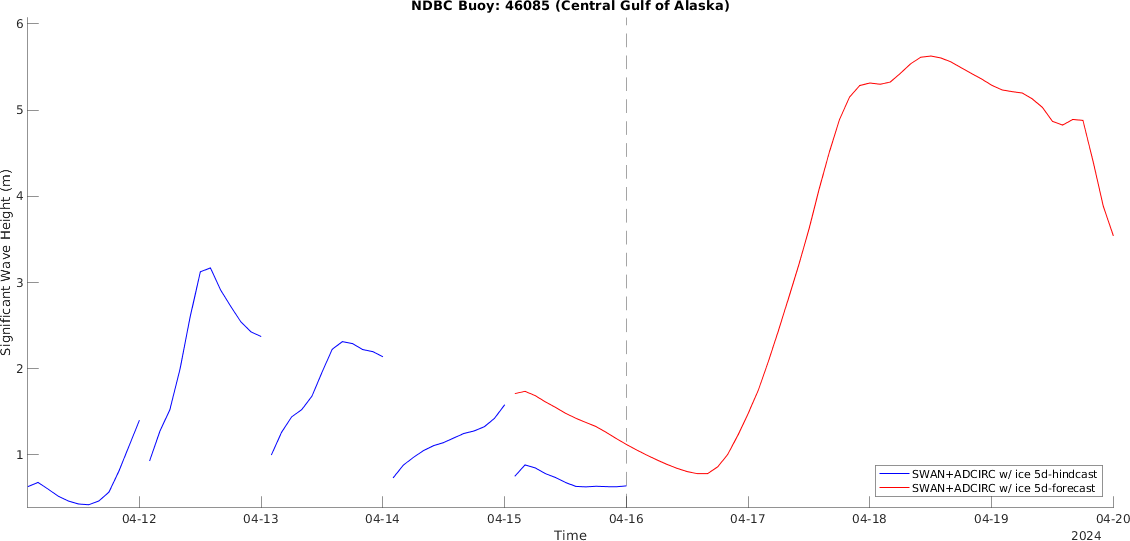 NDBC Buoy: 46085 (Central Gulf of Alaska)
6
5
4
3
2
1
Significant Wave Height (m)
SWAN+ADCIRC w/ ice 5d-hindcast
SWAN+ADCIRC w/ ice 5d-forecast
04-12 04-13 04-14 04-15 04-16 04-17 04-18 04-19 04-20
Time
2024